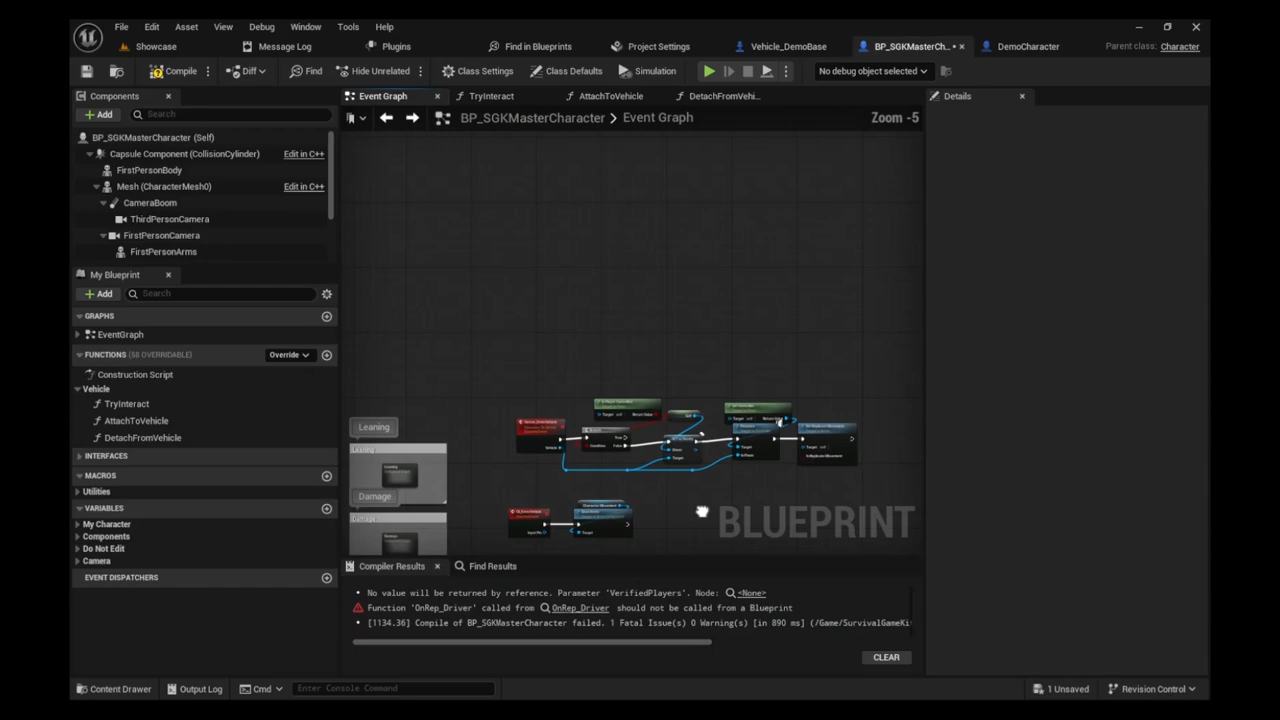 File Edit Asset View Debug Window Tools Help
Showcase Message Log Plugins Find in Blueprints Project Settings Vehicle_DemoBase BP_SGKMasterCh... DemoCharacter Parent class: Character
Compile Diff Find Hide Unrelated Class Settings Class Defaults Simulation No debug object selected
Components Event Graph TryInteract AttachToVehicle DetachFromVehi... Details
Add Search BP_SGKMasterCharacter > Event Graph Zoom -5
BP_SGKMasterCharacter (Self)
Capsule Component (CollisionCylinder) Edit in C++
FirstPersonBody
Mesh (CharacterMesh0) Edit in C++
CameraBoom
ThirdPersonCamera
FirstPersonCamera
FirstPersonArms
My Blueprint
Add Search
GRAPHS
EventGraph
FUNCTIONS (58 OVERRIDABLE) Override
Construction Script
Vehicle
TryInteract
AttachToVehicle
DetachFromVehicle
INTERFACES
MACROS
Utilities
VARIABLES
My Character
Components
Do Not Edit
Camera
EVENT DISPATCHERS
Leaning
Damage
BLUEPRINT
Compiler Results Find Results
No value will be returned by reference. Parameter 'VerifiedPlayers'. Node: <None>
Function 'OnRep_Driver' called from OnRep_Driver should not be called from a Blueprint
[1134.36] Compile of BP_SGKMasterCharacter failed. 1 Fatal Issue(s) 0 Warning(s) [in 890 ms] (/Game/SurvivalGameKi
CLEAR
Content Drawer Output Log Cmd Enter Console Command 1 Unsaved Revision Control